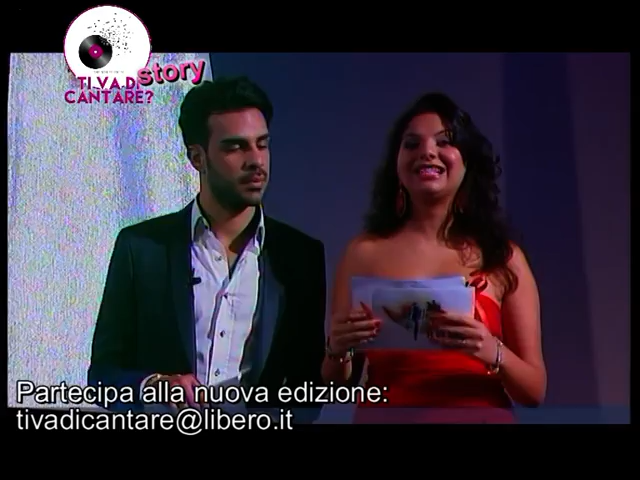 TI VA DI
CANTARE?
story
Partecipa alla nuova edizione:
tivadicantare@libero.it